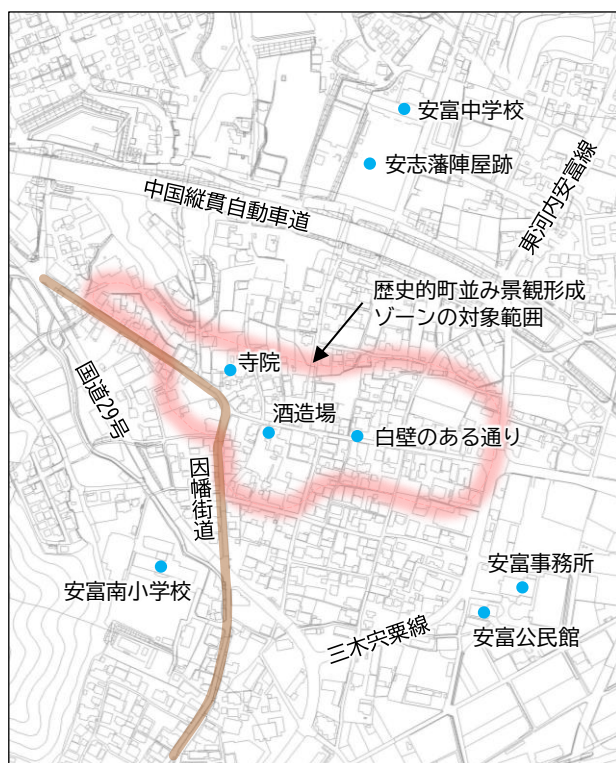 安富中学校
安志藩陣屋跡
中国縦貫自動車道
東河内安富線
歴史的町並み景観形成
ゾーンの対象範囲
寺院
国道29号
酒造場
白壁のある通り
因幡街道
安富南小学校
安富事務所
三木宍粟線
安富公民館